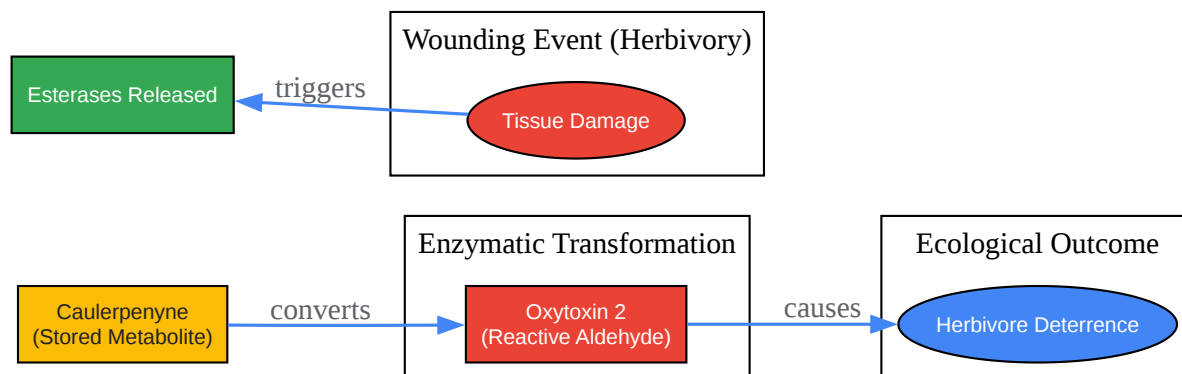 Wounding Event (Herbivory)
Esterases Released
triggers
Tissue Damage
Enzymatic Transformation
Ecological Outcome
Caulerpenyne
(Stored Metabolite)
converts
Oxytoxin 2
(Reactive Aldehyde)
causes
Herbivore Deterrence